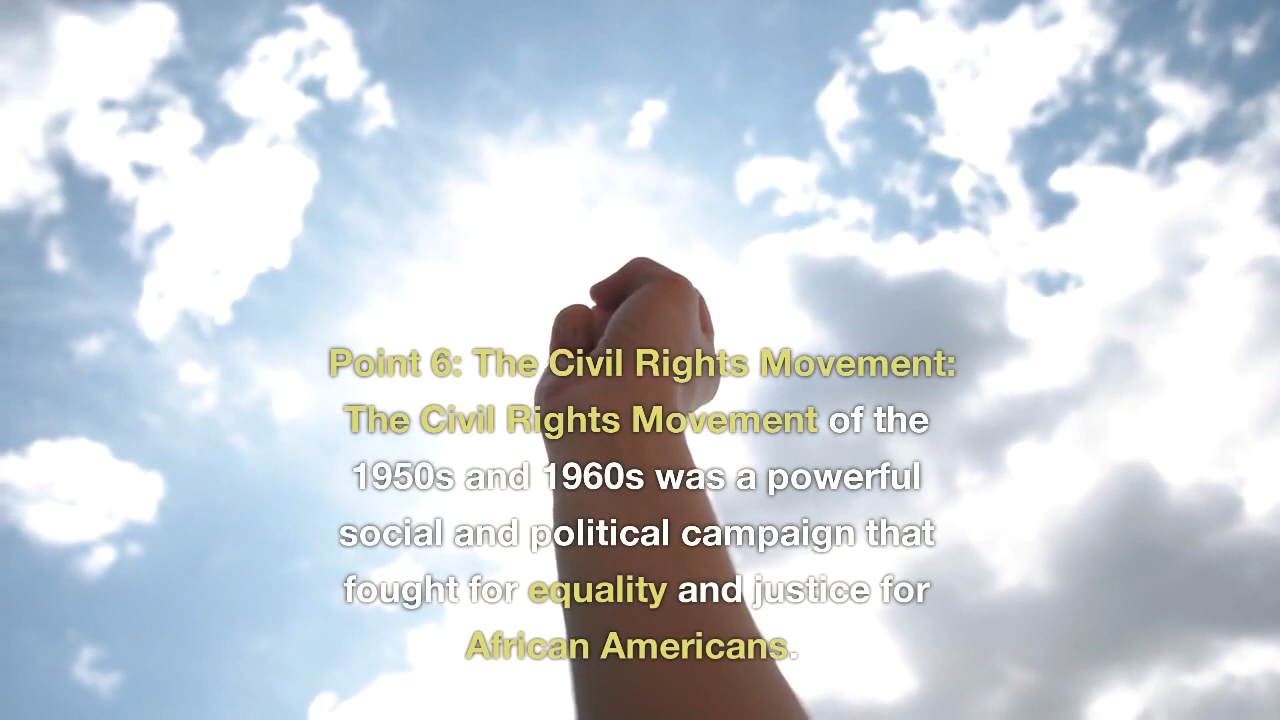 Point 6: The Civil Rights Movement:
The Civil Rights Movement of the
1950s and 1960s was a powerful
social and political campaign that
fought for equality and justice for
African Americans.